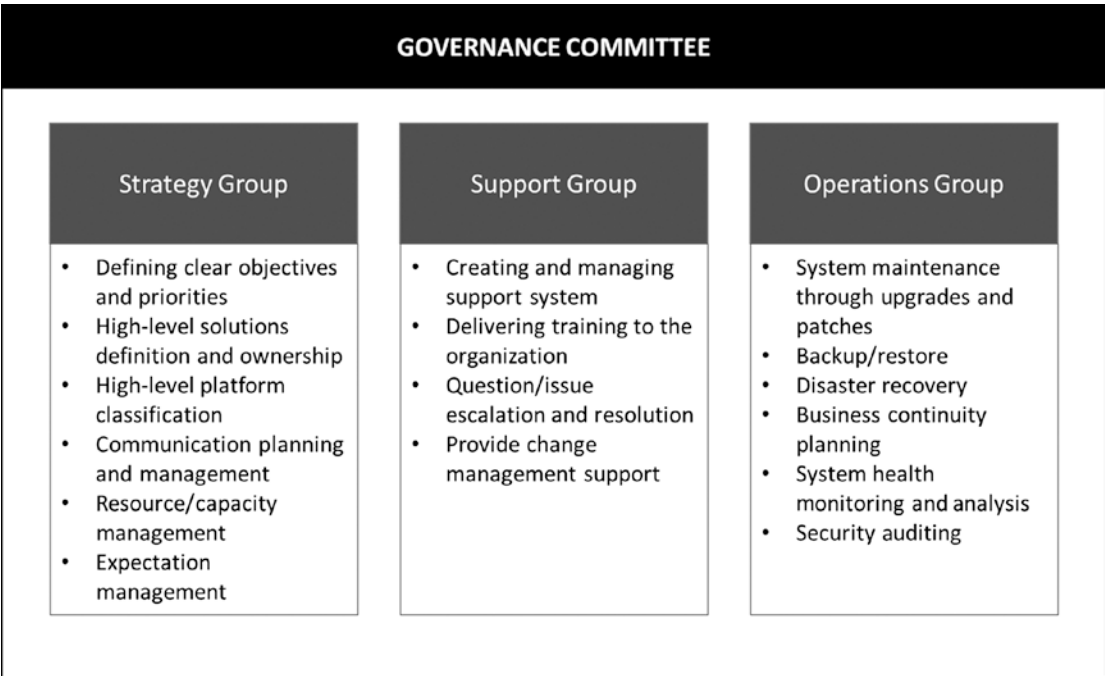 GOVERNANCE COMMITTEE
Strategy Group
• Defining clear objectives
and priorities
• High-level solutions
definition and ownership
• High-level platform
classification
• Communication planning
and management
• Resource/capacity
management
• Expectation
management
Support Group
• Creating and managing
support system
• Delivering training to the
organization
• Question/issue
escalation and resolution
• Provide change
management support
Operations Group
• System maintenance
through upgrades and
patches
• Backup/restore
• Disaster recovery
• Business continuity
planning
• System health
monitoring and analysis
• Security auditing